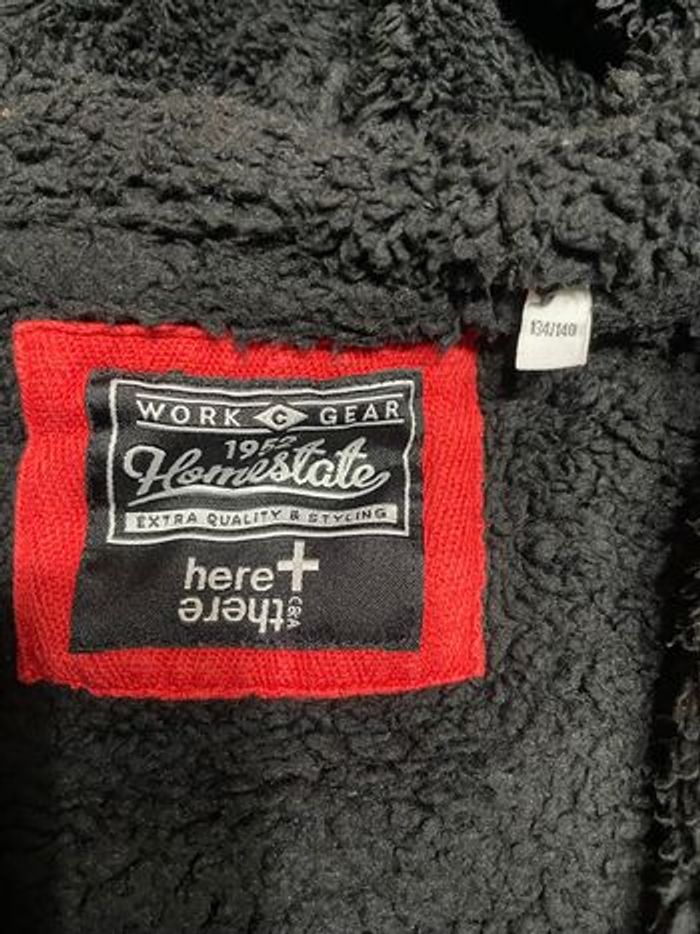 134/140
WORK G GEAR
1952
Homestate
EXTRA QUALITY & STYLING
here+
there C&A